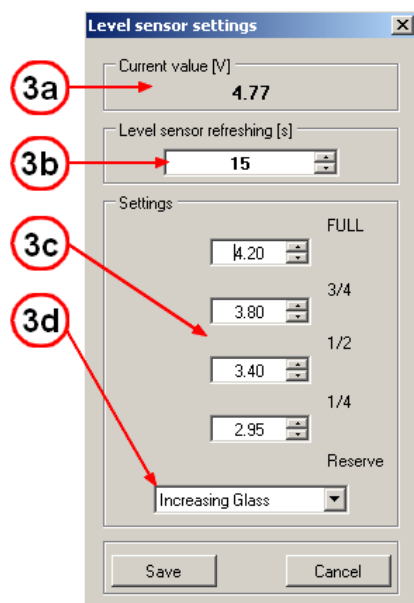 Level sensor settings
Current value [V]
3a
4.77
Level sensor refreshing [s]
3b
15
Settings
FULL
3c
4.20
3/4
3d
3.80
1/2
3.40
1/4
2.95
Reserve
Increasing Glass
Save Cancel